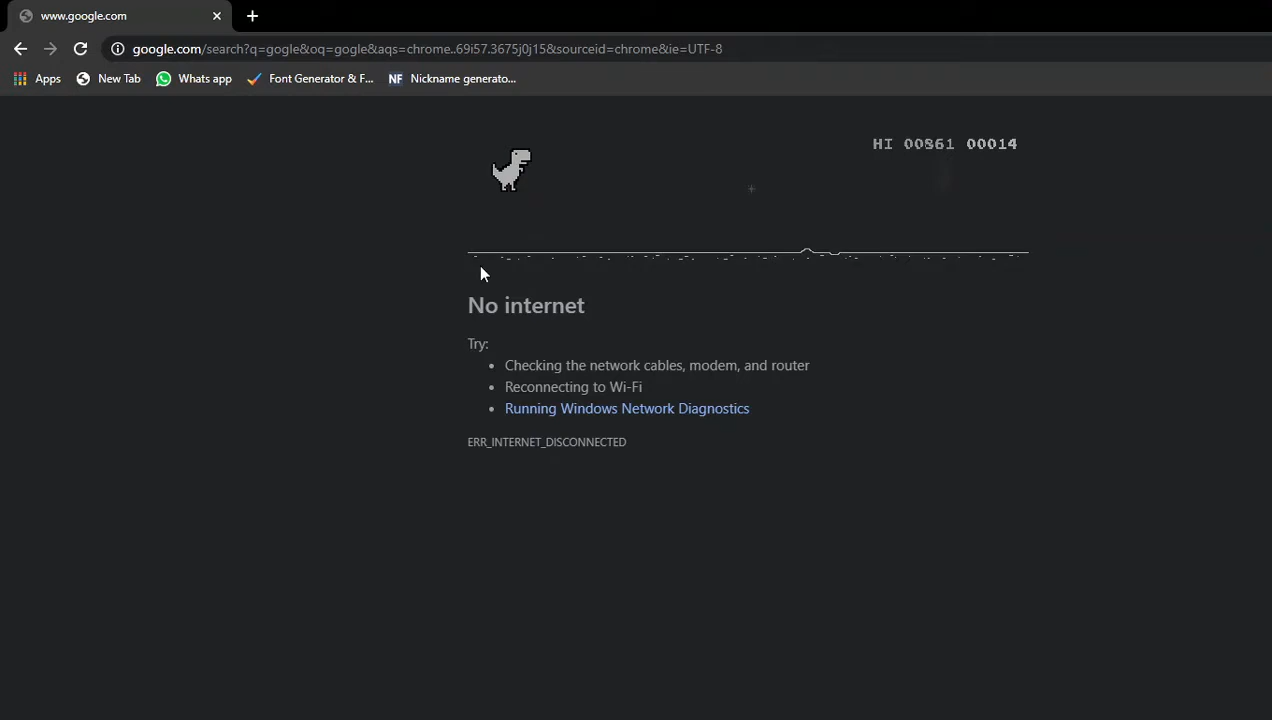 www.google.com
google.com/search?q=gogle&oq=gogle&aqs=chrome..69i57.3675j0j15&sourceid=chrome&ie=UTF-8
Apps New Tab Whats app Font Generator & F... NF Nickname generato...
HI 00861 00014
No internet
Try:
• Checking the network cables, modem, and router
• Reconnecting to Wi-Fi
• Running Windows Network Diagnostics
ERR_INTERNET_DISCONNECTED